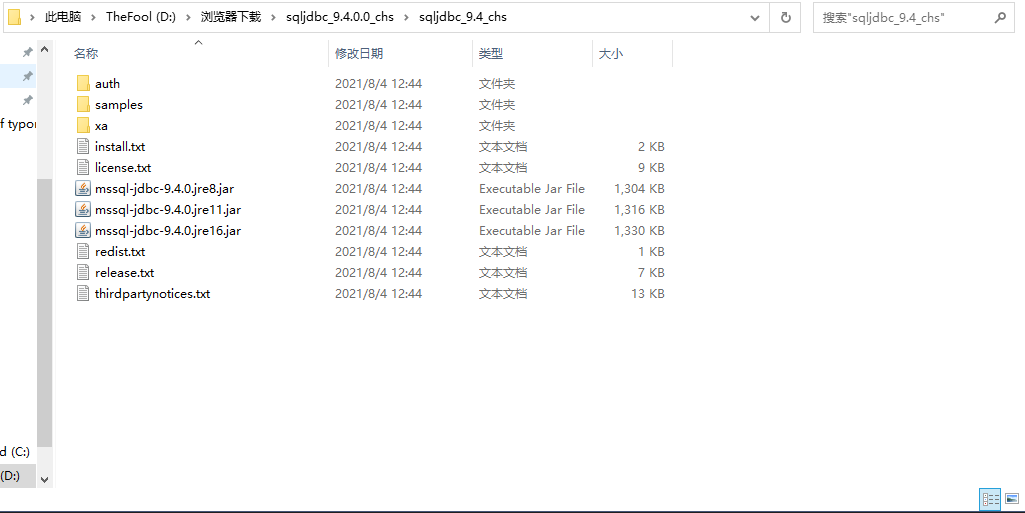 此电脑 › TheFool (D:) › 浏览器下载 › sqljdbc_9.4.0.0_chs › sqljdbc_9.4_chs
搜索"sqljdbc_9.4_chs"
名称 修改日期 类型 大小
auth 2021/8/4 12:44 文件夹
samples 2021/8/4 12:44 文件夹
f typor
xa 2021/8/4 12:44 文件夹
install.txt 2021/8/4 12:44 文本文档 2 KB
license.txt 2021/8/4 12:44 文本文档 9 KB
mssql-jdbc-9.4.0.jre8.jar 2021/8/4 12:44 Executable Jar File 1,304 KB
mssql-jdbc-9.4.0.jre11.jar 2021/8/4 12:44 Executable Jar File 1,316 KB
mssql-jdbc-9.4.0.jre16.jar 2021/8/4 12:44 Executable Jar File 1,330 KB
redist.txt 2021/8/4 12:44 文本文档 1 KB
release.txt 2021/8/4 12:44 文本文档 7 KB
thirdpartynotices.txt 2021/8/4 12:44 文本文档 13 KB
d (C:)
(D:)